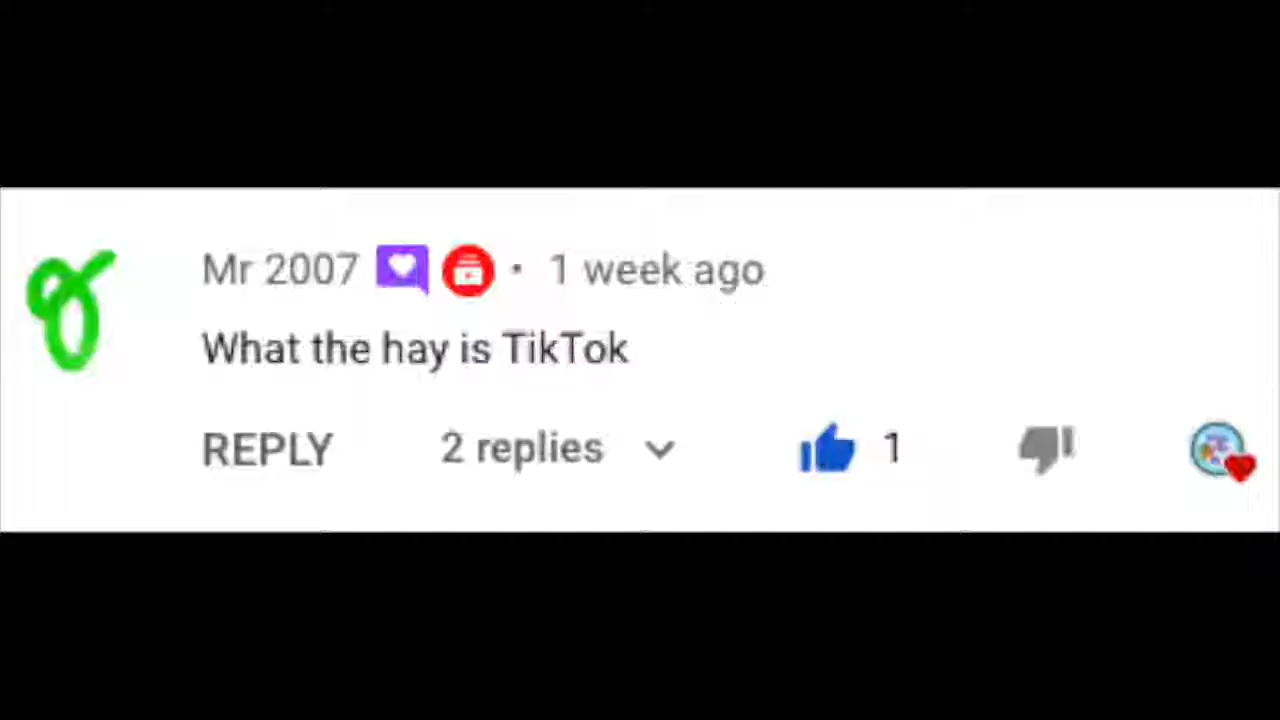 Mr 2007 • 1 week ago
What the hay is TikTok
REPLY 2 replies 1